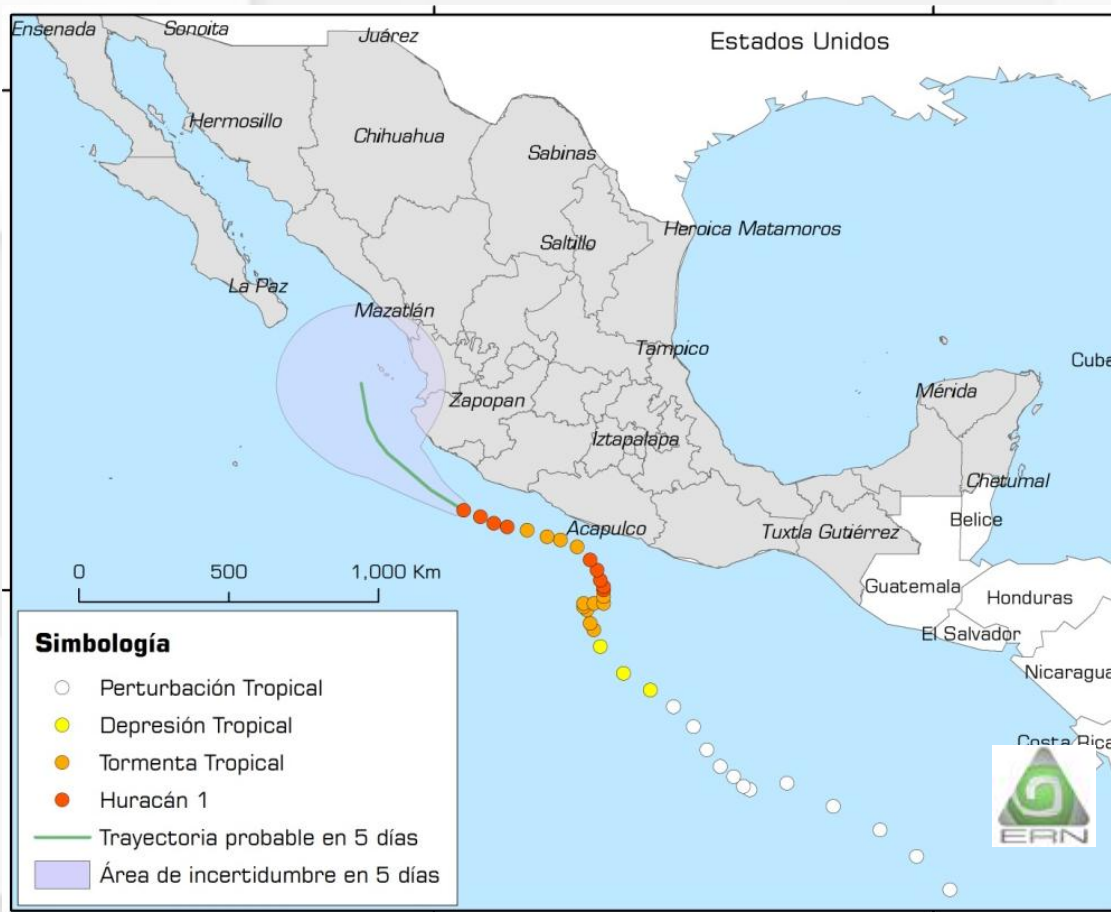 Ensenada
Sonoita
Juárez
Estados Unidos
Hermosillo
Chihuahua
Sabinas
Heroica Matamoros
Saltillo
La Paz
Mazatlán
Tampico
Cuba
Zapopan
Mérida
Iztapalapa
Chetumal
Acapulco
Tuxtla Gutiérrez
Belice
0 500 1,000 Km
Guatemala
Honduras
El Salvador
Nicaragua
Costa Rica
Simbología
Perturbación Tropical
Depresión Tropical
Tormenta Tropical
Huracán 1
Trayectoria probable en 5 días
Área de incertidumbre en 5 días
ERN